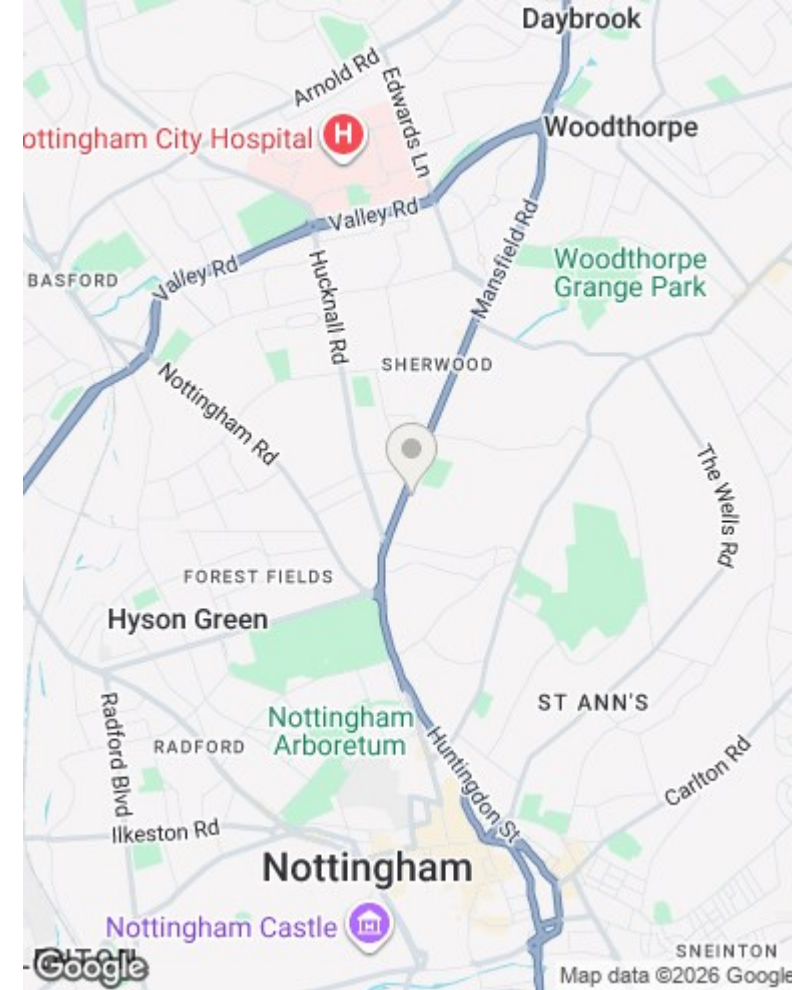 Daybrook
Arnold Rd
Edwards Ln
ottingham City Hospital
H
Woodthorpe
Valley Rd
Mansfield Rd
Woodthorpe
Grange Park
BASFORD
Valley Rd
Hucknall Rd
SHERWOOD
Nottingham Rd
The Wells Rd
FOREST FIELDS
Hyson Green
ST ANN'S
Nottingham
Arboretum
Radford Blvd
RADFORD
Huntingdon St
Carlton Rd
Ilkeston Rd
Nottingham
Nottingham Castle
SNEINTON
Google
Map data ©2026 Google